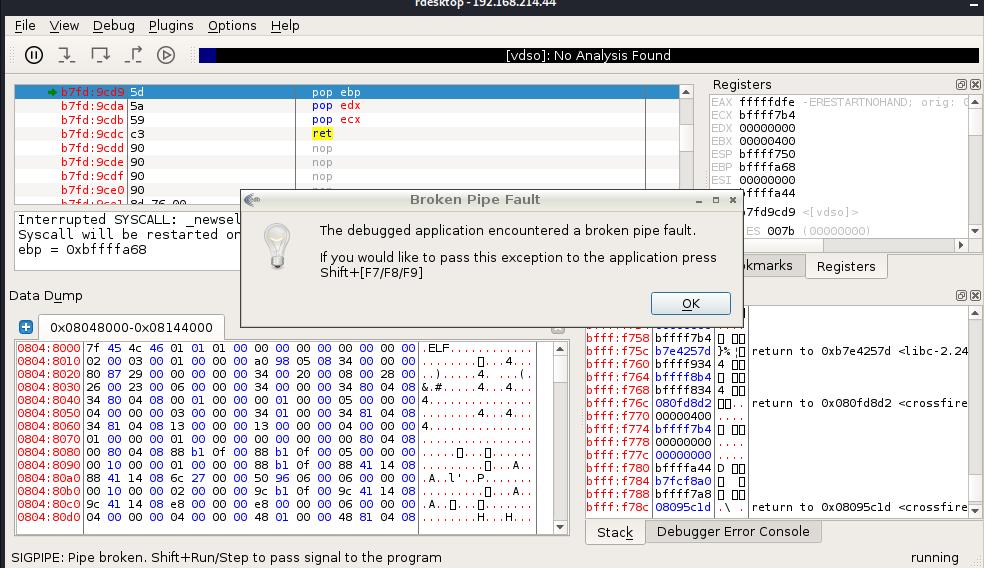 rdesktop - 192.168.214.44
File View Debug Plugins Options Help
[vdso]: No Analysis Found
b7fd:9cd9 5d pop ebp
b7fd:9cda 5a pop edx
b7fd:9cdb 59 pop ecx
b7fd:9cdc c3 ret
b7fd:9cdd 90 nop
b7fd:9cde 90 nop
b7fd:9cdf 90 nop
b7fd:9ce0 90 nop
Interrupted SYSCALL: _newsel
Syscall will be restarted on
ebp = 0xbffffa68
Registers
EAX fffffdfe -ERESTARTNOHAND; orig:
ECX bffff7b4
EDX 00000000
EBX 00000400
ESP bffff750
EBP bffffa68
ESI 00000000
bffffa44
b7fd9cd9 <[vdso]>
ES 007b (00000000)
okmarks
Registers
Broken Pipe Fault
The debugged application encountered a broken pipe fault.
If you would like to pass this exception to the application press
Shift+[F7/F8/F9]
OK
Data Dump
0x08048000-0x08144000
0804:8000 7f 45 4c 46 01 01 01 00 00 00 00 00 00 00 00 00 .ELF............
0804:8010 02 00 03 00 01 00 00 00 a0 98 05 08 34 00 00 00
0804:8020 80 87 29 00 00 00 00 00 34 00 20 00 08 00 28 00
0804:8030 26 00 23 00 06 00 00 00 34 00 00 00 34 80 04 08
0804:8040 34 80 04 08 00 01 00 00 00 01 00 00 05 00 00 00
0804:8050 04 00 00 00 03 00 00 00 34 01 00 00 34 81 04 08
0804:8060 34 81 04 08 13 00 00 00 13 00 00 00 04 00 00 00
0804:8070 01 00 00 00 01 00 00 00 00 00 00 00 00 80 04 08
0804:8080 00 80 04 08 88 b1 0f 00 88 b1 0f 00 05 00 00 00
0804:8090 00 10 00 00 01 00 00 00 88 b1 0f 00 88 41 14 08
0804:80a0 88 41 14 08 6c 27 00 00 50 96 06 00 06 00 00 00
0804:80b0 00 10 00 00 02 00 00 00 9c b1 0f 00 9c 41 14 08
0804:80c0 9c 41 14 08 e8 00 00 00 e8 00 00 00 06 00 00 00
0804:80d0 04 00 00 00 04 00 00 00 48 01 00 00 48 81 04 08
bfff:f758 bffff7b4
bfff:f75c b7e4257d return to 0xb7e4257d <libc-2.24
bfff:f760 bffff934
bfff:f764 bffff8b4
bfff:f768 bffff834
bfff:f76c 080fd8d2 return to 0x080fd8d2 <crossfire
bfff:f770 00000400
bfff:f774 bffff7b4
bfff:f778 00000000
bfff:f77c 00000000
bfff:f780 bffffa44
bfff:f784 b7fcf8a0
bfff:f788 bffff7a8
bfff:f78c 08095c1d return to 0x08095c1d <crossfire
Stack
Debugger Error Console
SIGPIPE: Pipe broken. Shift+Run/Step to pass signal to the program
running